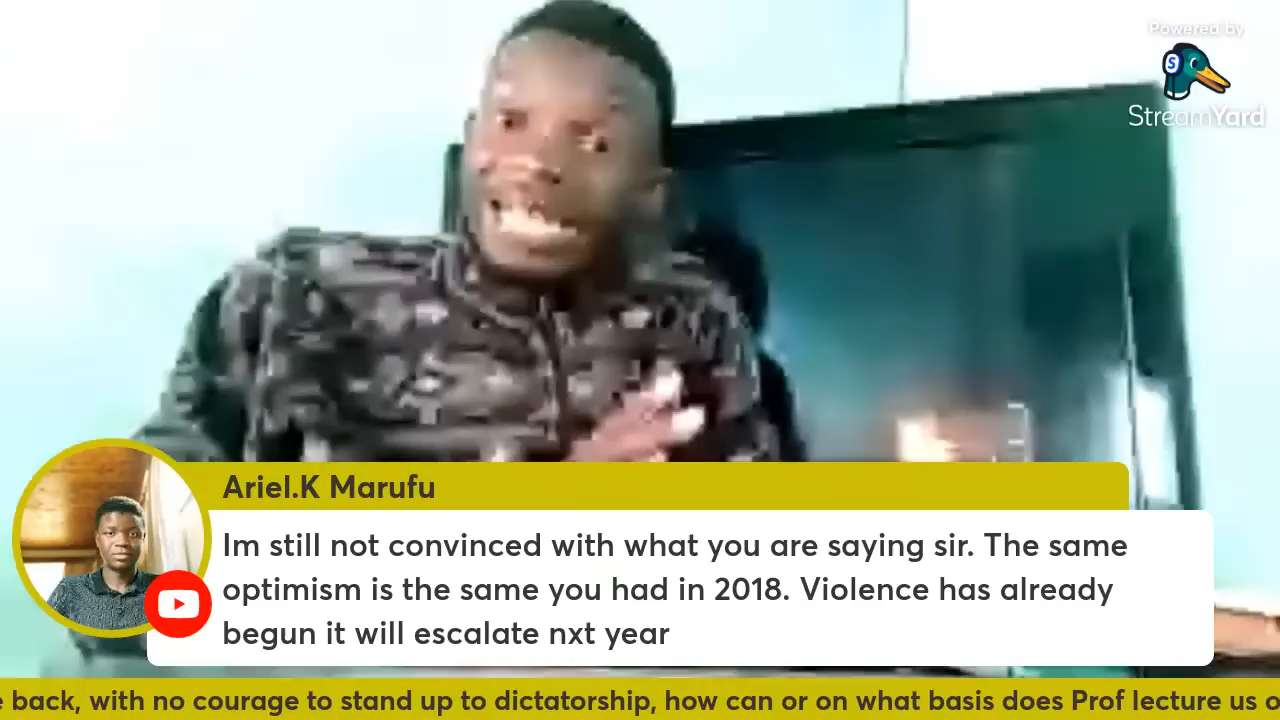 Powered by
StreamYard
Ariel.K Marufu
Im still not convinced with what you are saying sir. The same
optimism is the same you had in 2018. Violence has already
begun it will escalate nxt year
back, with no courage to stand up to dictatorship, how can or on what basis does Prof lecture us